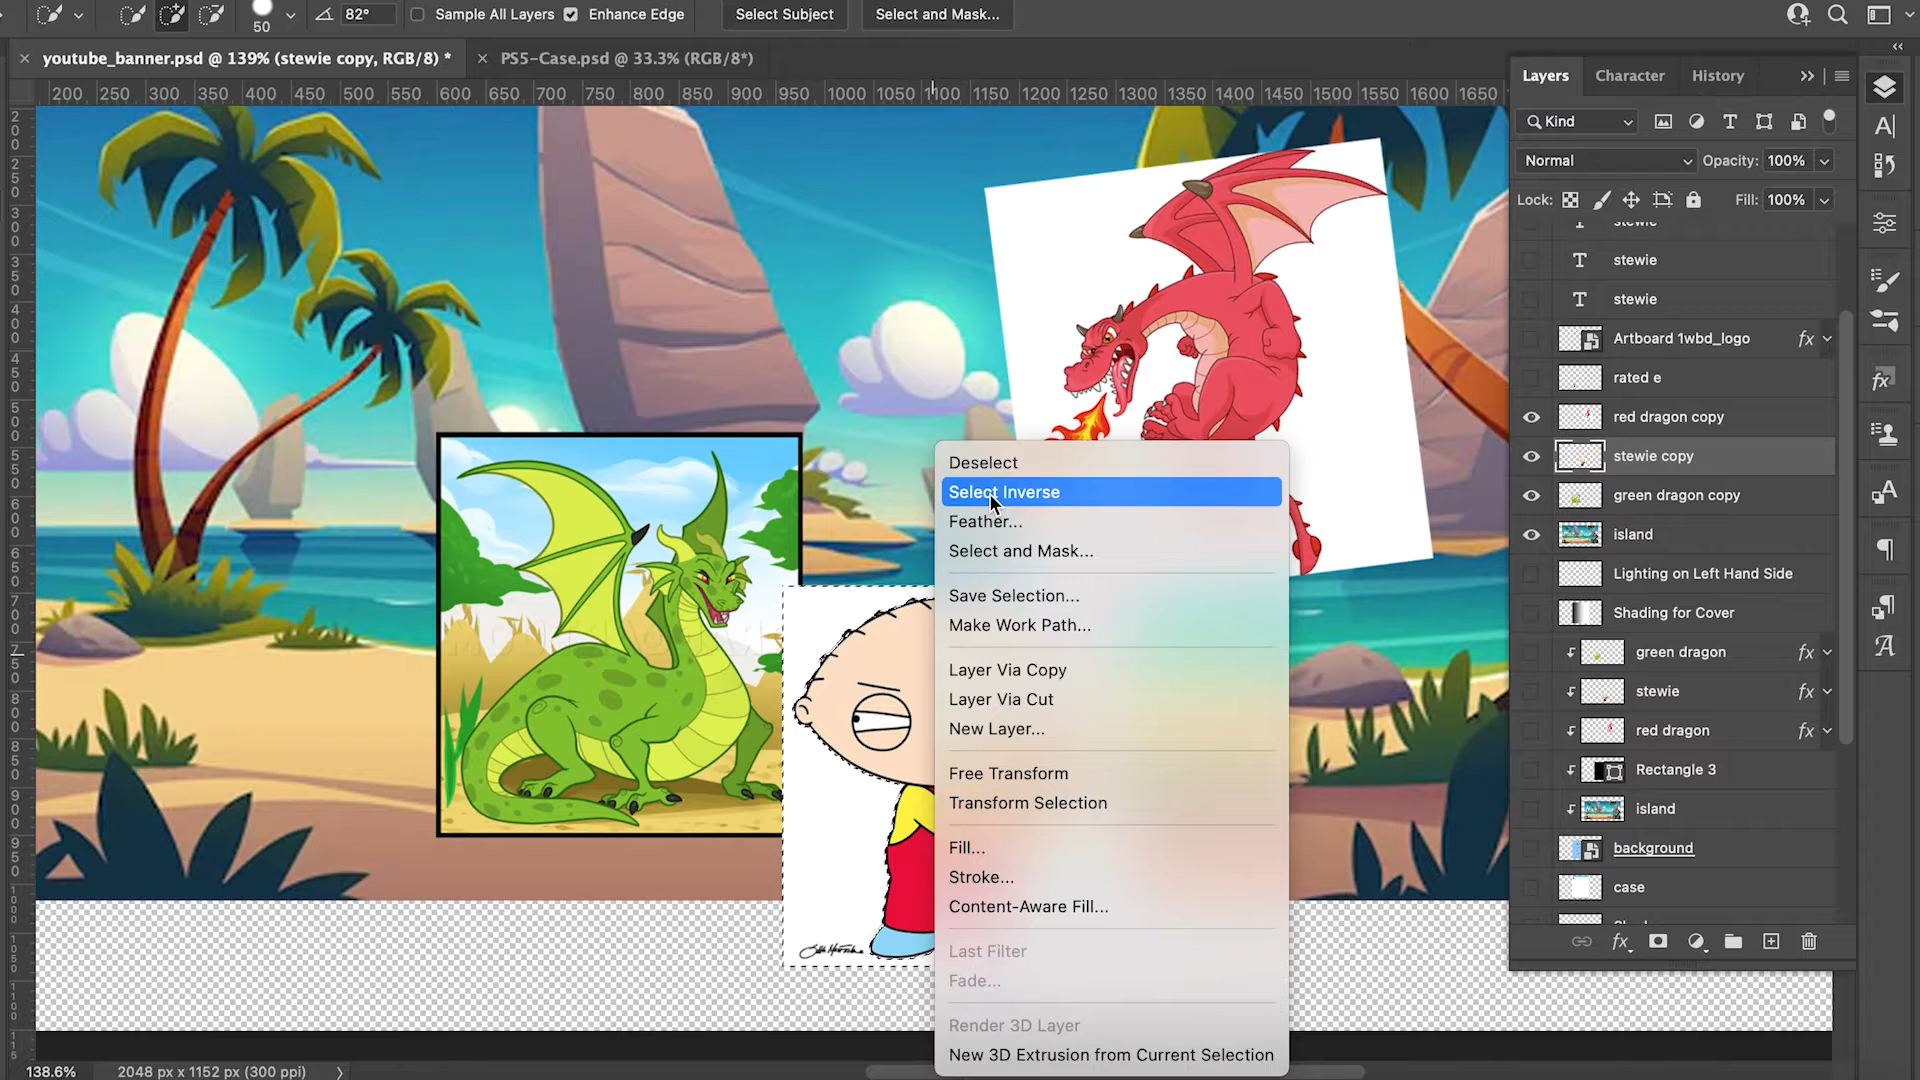 50
82°
Sample All Layers
Enhance Edge
Select Subject
Select and Mask...
youtube_banner.psd @ 139% (stewie copy, RGB/8) *
PS5-Case.psd @ 33.3% (RGB/8*)
200 250 300 350 400 450 500 550 600 650 700 750 800 850 900 950 1000 1050 1100 1150 1200 1250 1300 1350 1400 1450 1500 1550 1600 1650
Layers Character History
Kind
Normal Opacity: 100%
Lock: Fill: 100%
stewie
stewie
stewie
Artboard 1wbd_logo fx
rated e
red dragon copy
stewie copy
green dragon copy
island
Lighting on Left Hand Side
Shading for Cover
green dragon fx
stewie fx
red dragon fx
Rectangle 3
island
background
case
Deselect
Select Inverse
Feather...
Select and Mask...
Save Selection...
Make Work Path...
Layer Via Copy
Layer Via Cut
New Layer...
Free Transform
Transform Selection
Fill...
Stroke...
Content-Aware Fill...
Last Filter
Fade...
Render 3D Layer
New 3D Extrusion from Current Selection
138.6% 2048 px x 1152 px (300 ppi)